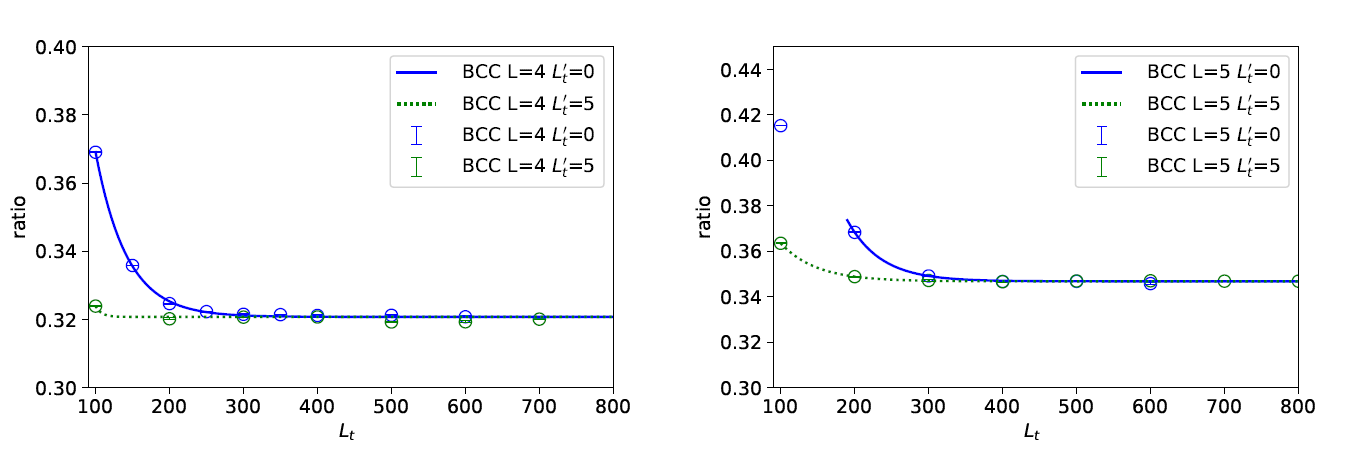 0.40
0.38
0.36
0.34
0.32
0.30
ratio
100 200 300 400 500 600 700 800
L_t
BCC L=4 L′_t=0
BCC L=4 L′_t=5
BCC L=4 L′_t=0
BCC L=4 L′_t=5
0.44
0.42
0.40
0.38
0.36
0.34
0.32
0.30
ratio
100 200 300 400 500 600 700 800
L_t
BCC L=5 L′_t=0
BCC L=5 L′_t=5
BCC L=5 L′_t=0
BCC L=5 L′_t=5